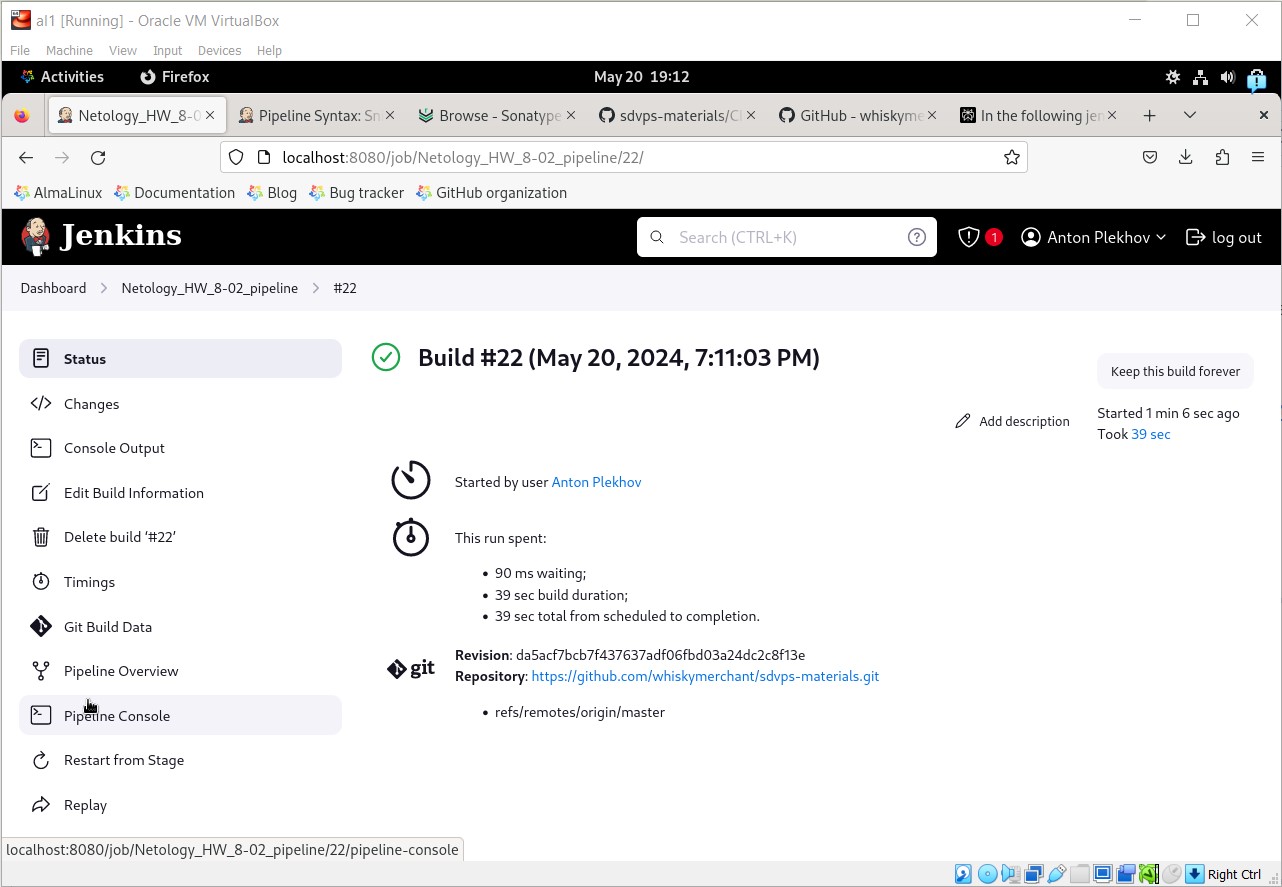 al1 [Running] - Oracle VM VirtualBox
File Machine View Input Devices Help
Activities Firefox May 20 19:12
Netology_HW_8-0 Pipeline Syntax: Sn Browse - Sonatype sdvps-materials/CI GitHub - whiskyme In the following jen
localhost:8080/job/Netology_HW_8-02_pipeline/22/
AlmaLinux Documentation Blog Bug tracker GitHub organization
Jenkins Search (CTRL+K) 1 Anton Plekhov log out
Dashboard Netology_HW_8-02_pipeline #22
Status
Changes
Console Output
Edit Build Information
Delete build ‘#22’
Timings
Git Build Data
Pipeline Overview
Pipeline Console
Restart from Stage
Replay
Build #22 (May 20, 2024, 7:11:03 PM)
Keep this build forever
Add description
Started 1 min 6 sec ago
Took 39 sec
Started by user Anton Plekhov
This run spent:
• 90 ms waiting;
• 39 sec build duration;
• 39 sec total from scheduled to completion.
git
Revision: da5acf7bcb7f437637adf06fbd03a24dc2c8f13e
Repository: https://github.com/whiskymerchant/sdvps-materials.git
• refs/remotes/origin/master
localhost:8080/job/Netology_HW_8-02_pipeline/22/pipeline-console
Right Ctrl